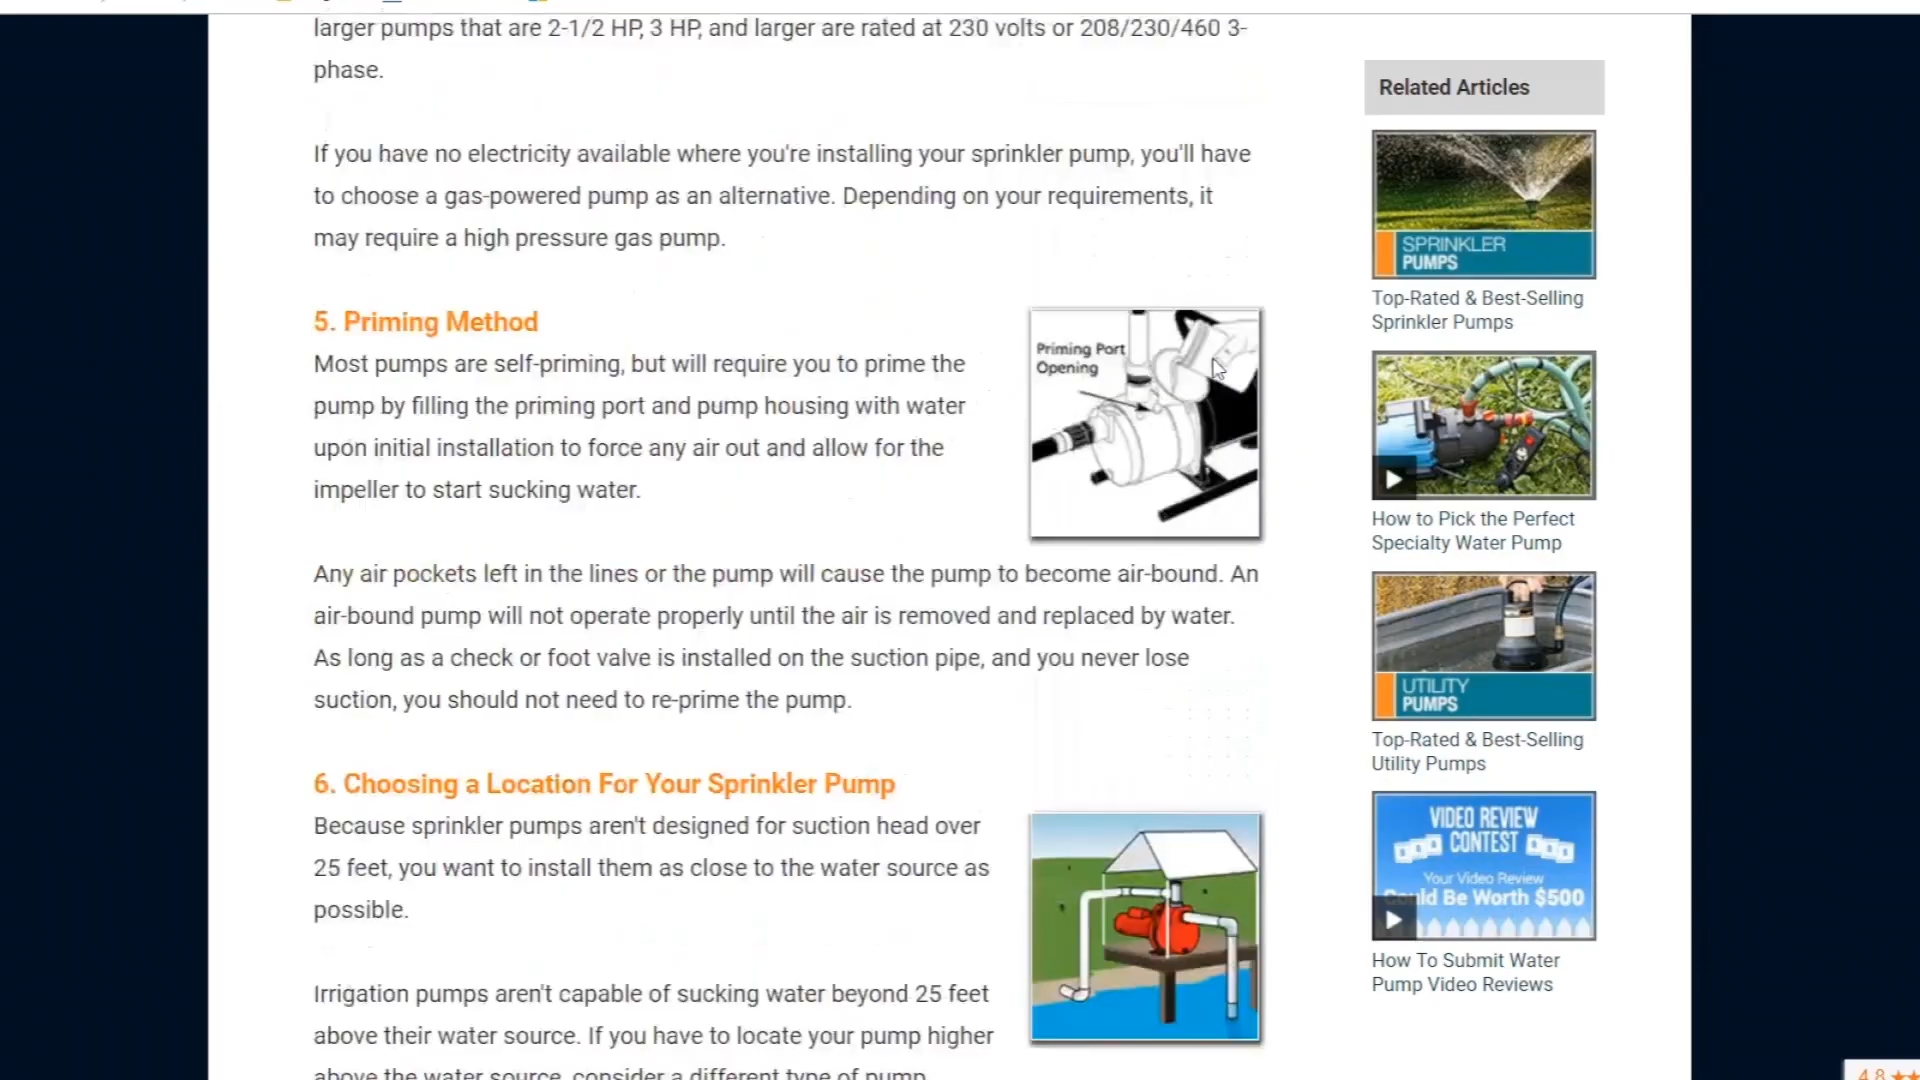 larger pumps that are 2-1/2 HP, 3 HP, and larger are rated at 230 volts or 208/230/460 3-
phase.
If you have no electricity available where you're installing your sprinkler pump, you'll have
to choose a gas-powered pump as an alternative. Depending on your requirements, it
may require a high pressure gas pump.
5. Priming Method
Most pumps are self-priming, but will require you to prime the
pump by filling the priming port and pump housing with water
upon initial installation to force any air out and allow for the
impeller to start sucking water.
Priming Port
Opening
Any air pockets left in the lines or the pump will cause the pump to become air-bound. An
air-bound pump will not operate properly until the air is removed and replaced by water.
As long as a check or foot valve is installed on the suction pipe, and you never lose
suction, you should not need to re-prime the pump.
6. Choosing a Location For Your Sprinkler Pump
Because sprinkler pumps aren't designed for suction head over
25 feet, you want to install them as close to the water source as
possible.
Irrigation pumps aren't capable of sucking water beyond 25 feet
above their water source. If you have to locate your pump higher
above the water source, consider a different type of pump
Related Articles
SPRINKLER
PUMPS
Top-Rated & Best-Selling
Sprinkler Pumps
How to Pick the Perfect
Specialty Water Pump
UTILITY
PUMPS
Top-Rated & Best-Selling
Utility Pumps
VIDEO REVIEW
CONTEST
Your Video Review
Could Be Worth $500
How To Submit Water
Pump Video Reviews
4.8